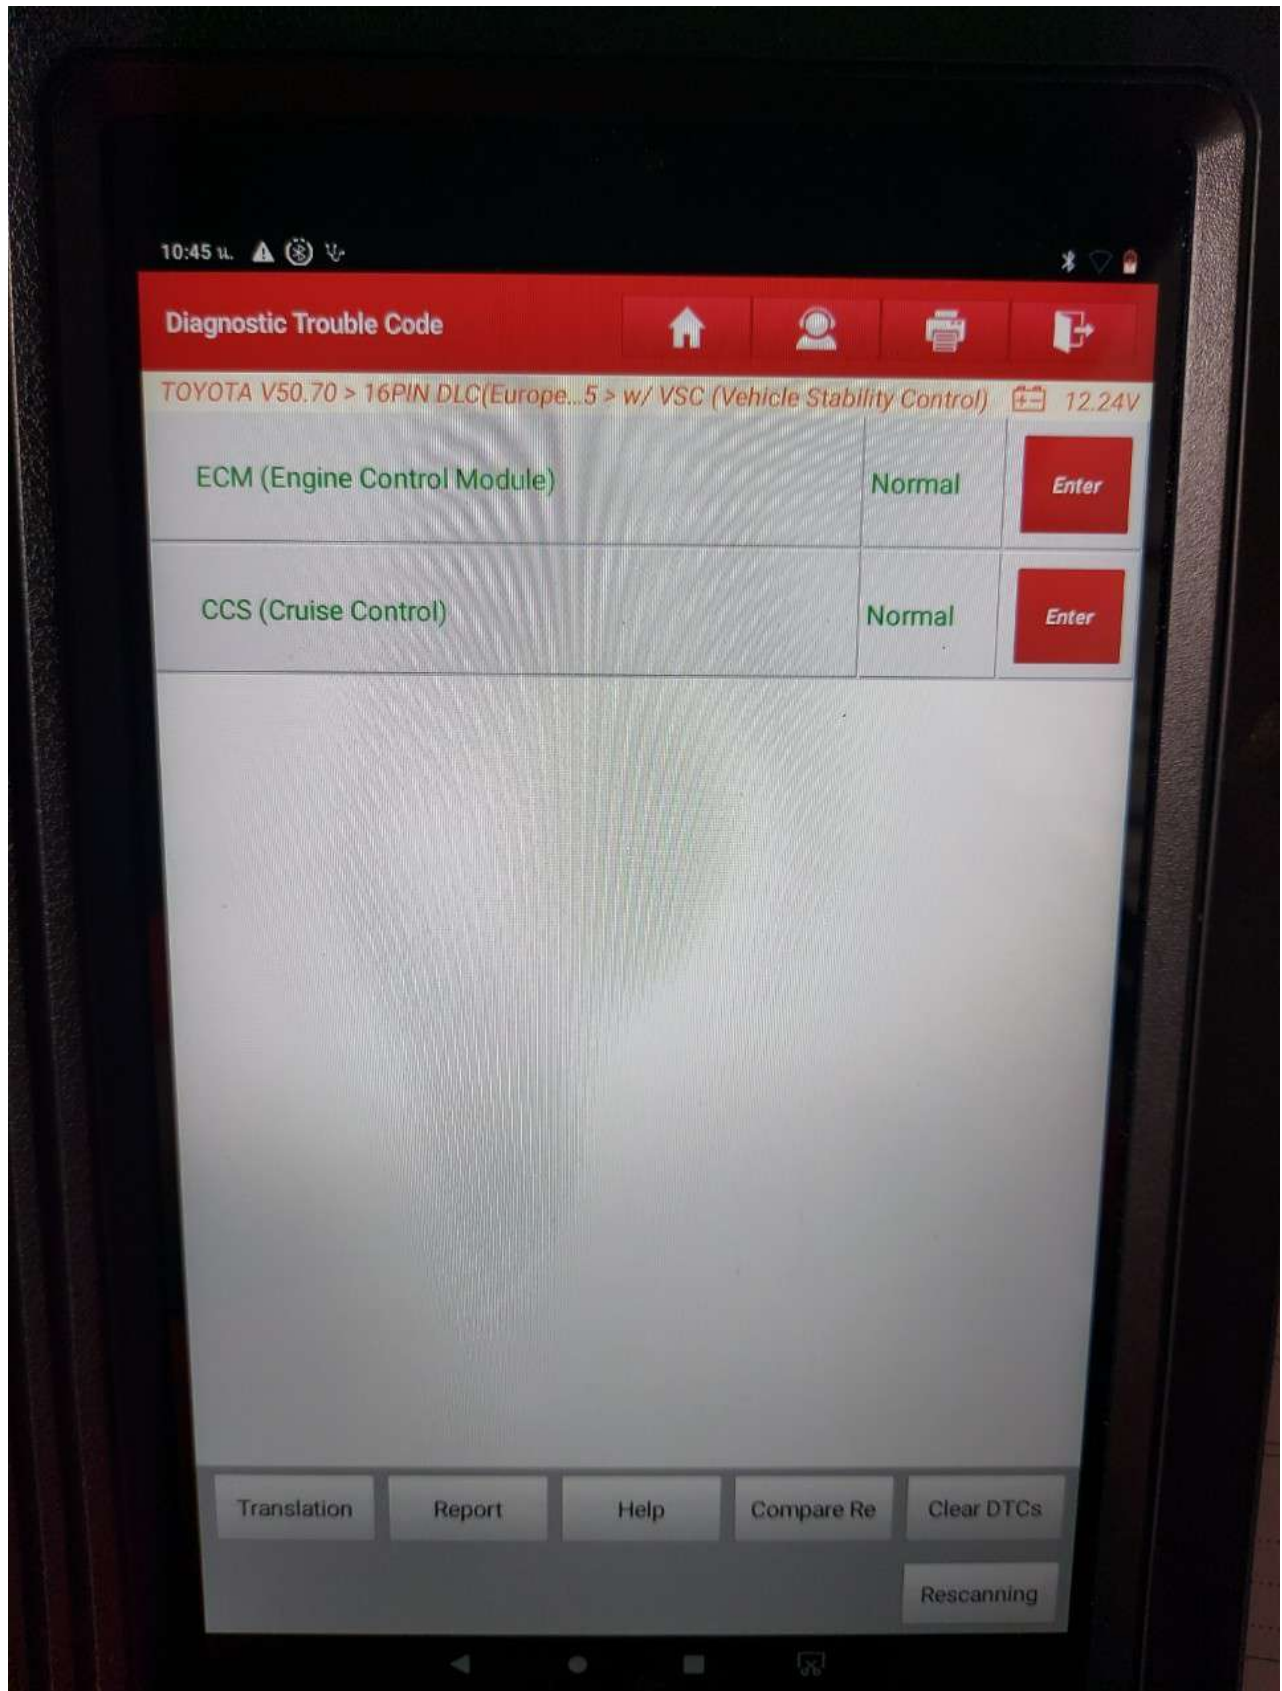 10:45 น.
Diagnostic Trouble Code
TOYOTA V50.70 > 16PIN DLC(Europe...5 > w/ VSC (Vehicle Stability Control) 12.24V
ECM (Engine Control Module) Normal Enter
CCS (Cruise Control) Normal Enter
Translation Report Help Compare Re Clear DTCs
Rescanning